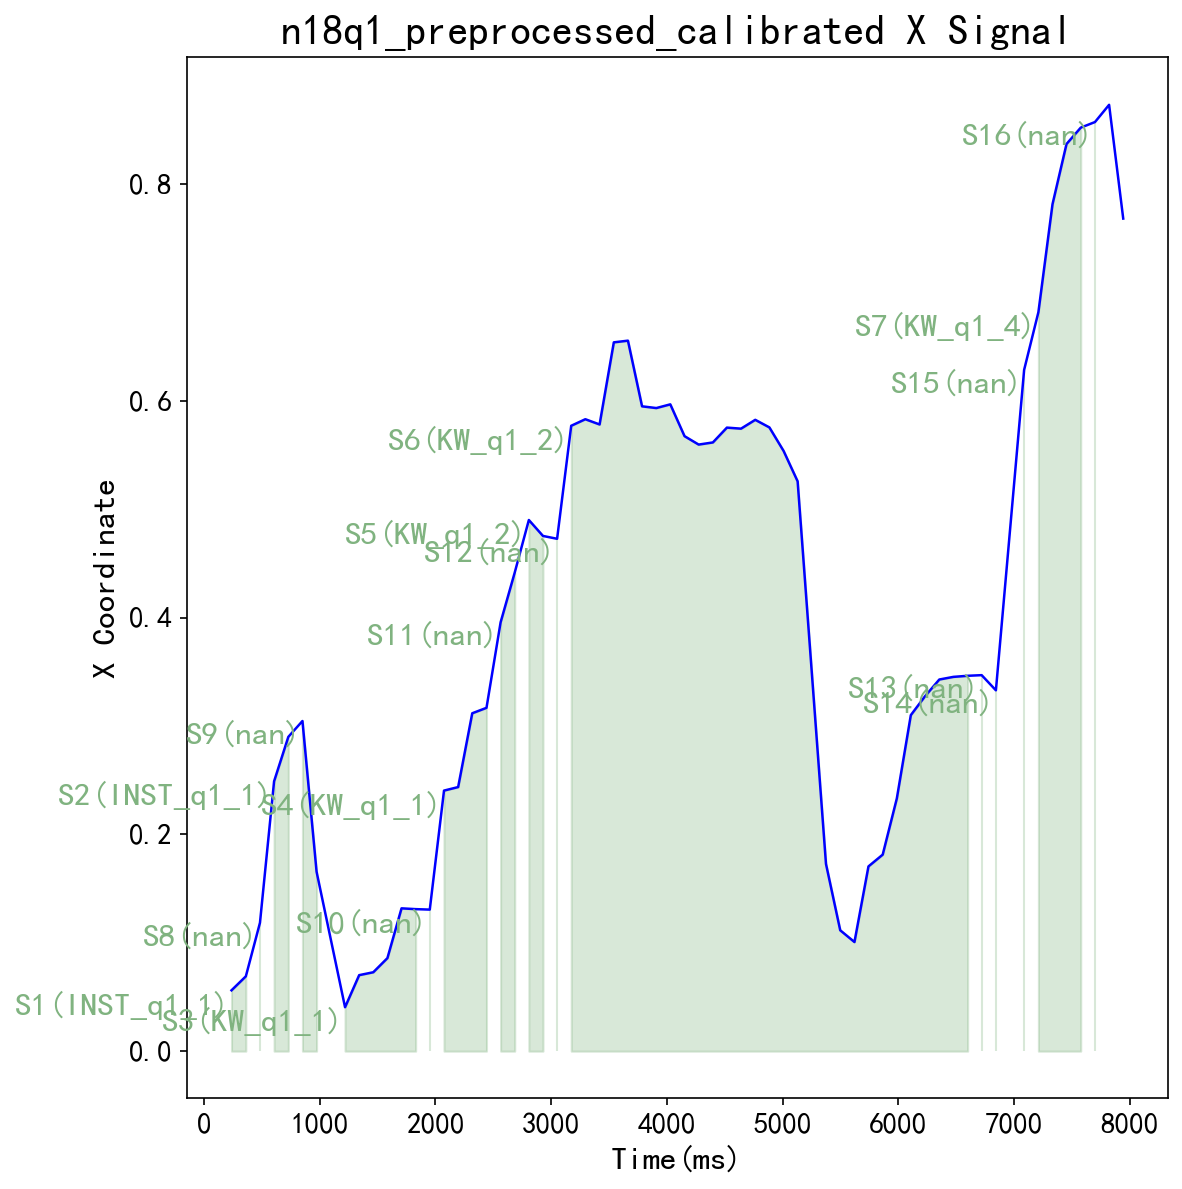 n18q1_preprocessed_calibrated X Signal
S16(nan)
0.8
S7(KW_q1_4)
S15(nan)
0.6
S6(KW_q1_2)
S5(KW_q1_2)
S12(nan)
X Coordinate
0.4
S11(nan)
S13(nan)
S14(nan)
S9(nan)
S2(INST_q1_1)
S4(KW_q1_1)
0.2
S10(nan)
S8(nan)
S1(INST_q1_1)
S3(KW_q1_1)
0.0
0 1000 2000 3000 4000 5000 6000 7000 8000
Time(ms)